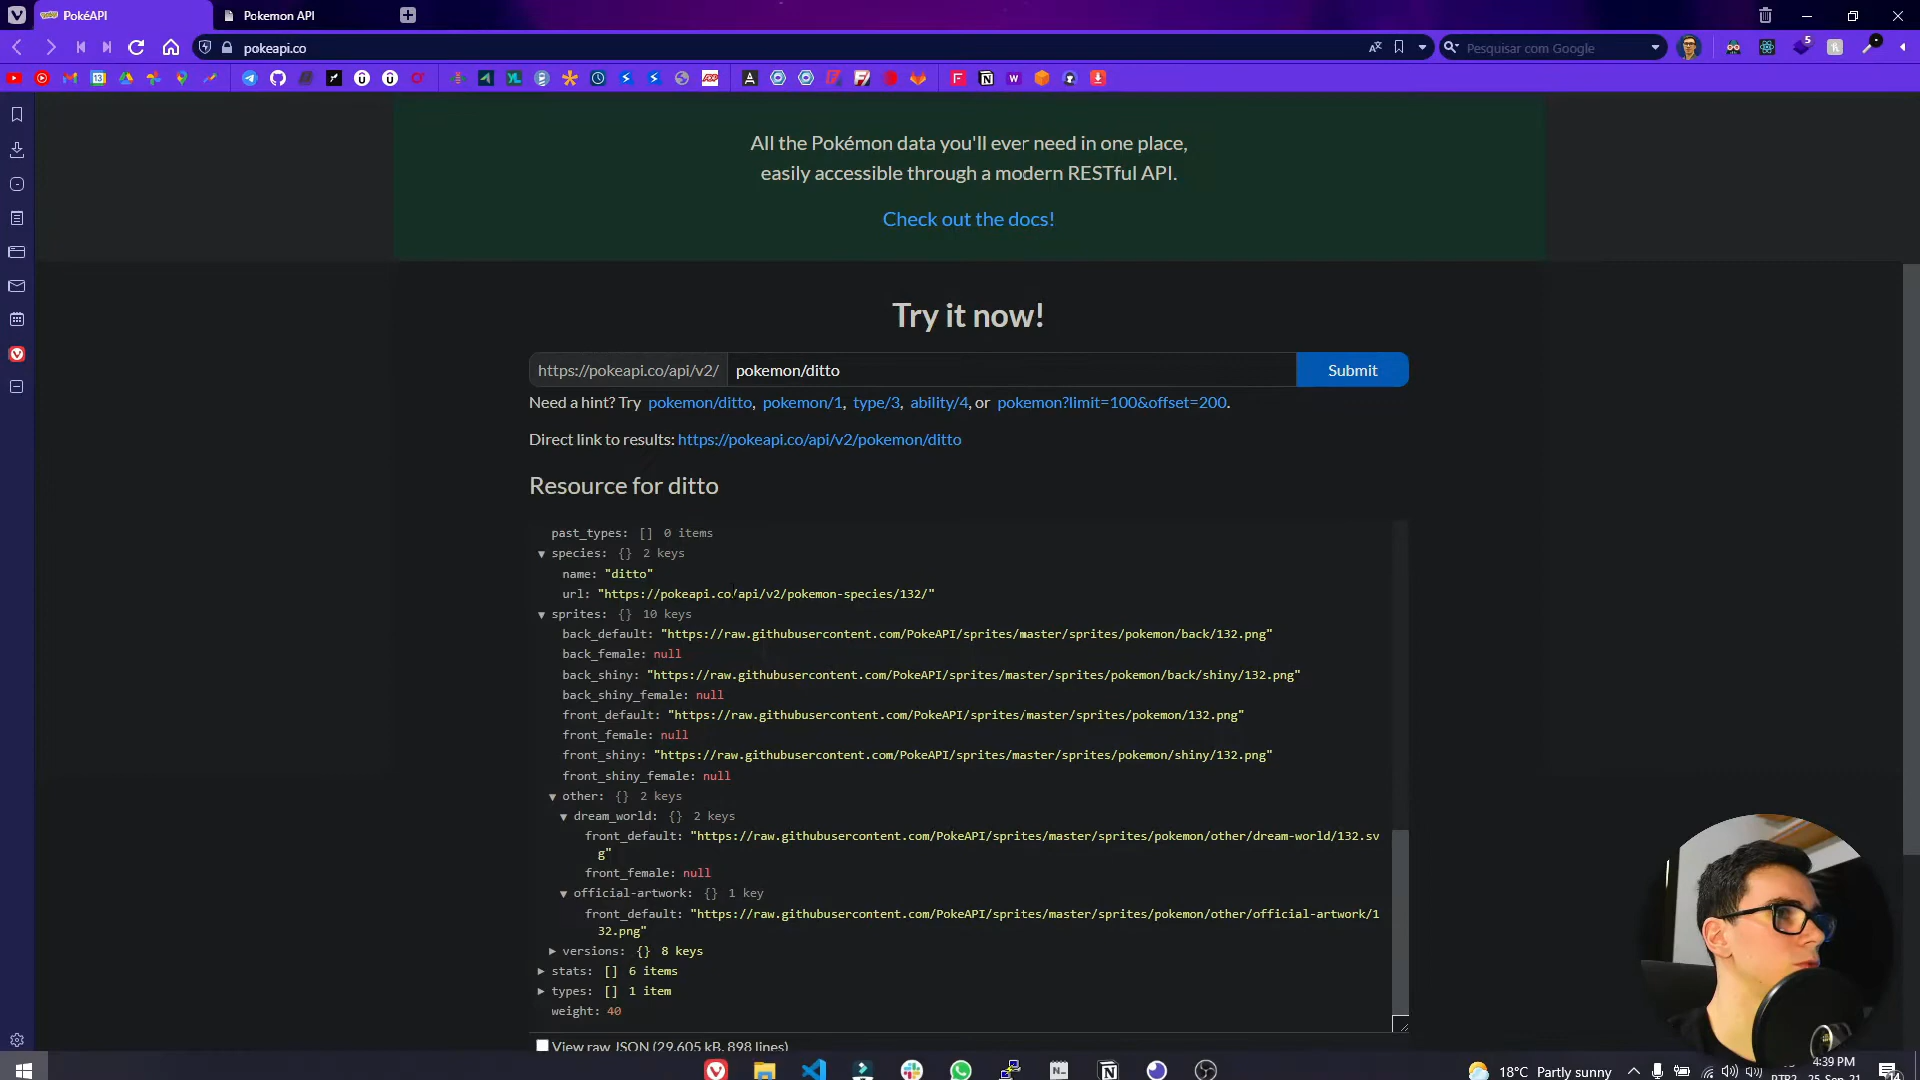 PokéAPI
Pokemon API
pokeapi.co
Pesquisar com Google
5
13
All the Pokémon data you'll ever need in one place,
easily accessible through a modern RESTful API.
Check out the docs!
Try it now!
https://pokeapi.co/api/v2/ pokemon/ditto Submit
Need a hint? Try pokemon/ditto, pokemon/1, type/3, ability/4, or pokemon?limit=100&offset=200.
Direct link to results: https://pokeapi.co/api/v2/pokemon/ditto
Resource for ditto
past_types: [] 0 items
species: {} 2 keys
name: "ditto"
url: "https://pokeapi.co/api/v2/pokemon-species/132/"
sprites: {} 10 keys
back_default: "https://raw.githubusercontent.com/PokeAPI/sprites/master/sprites/pokemon/back/132.png"
back_female: null
back_shiny: "https://raw.githubusercontent.com/PokeAPI/sprites/master/sprites/pokemon/back/shiny/132.png"
back_shiny_female: null
front_default: "https://raw.githubusercontent.com/PokeAPI/sprites/master/sprites/pokemon/132.png"
front_female: null
front_shiny: "https://raw.githubusercontent.com/PokeAPI/sprites/master/sprites/pokemon/shiny/132.png"
front_shiny_female: null
other: {} 2 keys
dream_world: {} 2 keys
front_default: "https://raw.githubusercontent.com/PokeAPI/sprites/master/sprites/pokemon/other/dream-world/132.sv
g"
front_female: null
official-artwork: {} 1 key
front_default: "https://raw.githubusercontent.com/PokeAPI/sprites/master/sprites/pokemon/other/official-artwork/1
32.png"
versions: {} 8 keys
stats: [] 6 items
types: [] 1 item
weight: 40
View raw JSON (29.605 kB, 898 lines)
18°C Partly sunny
4:39 PM
25-Sep-21